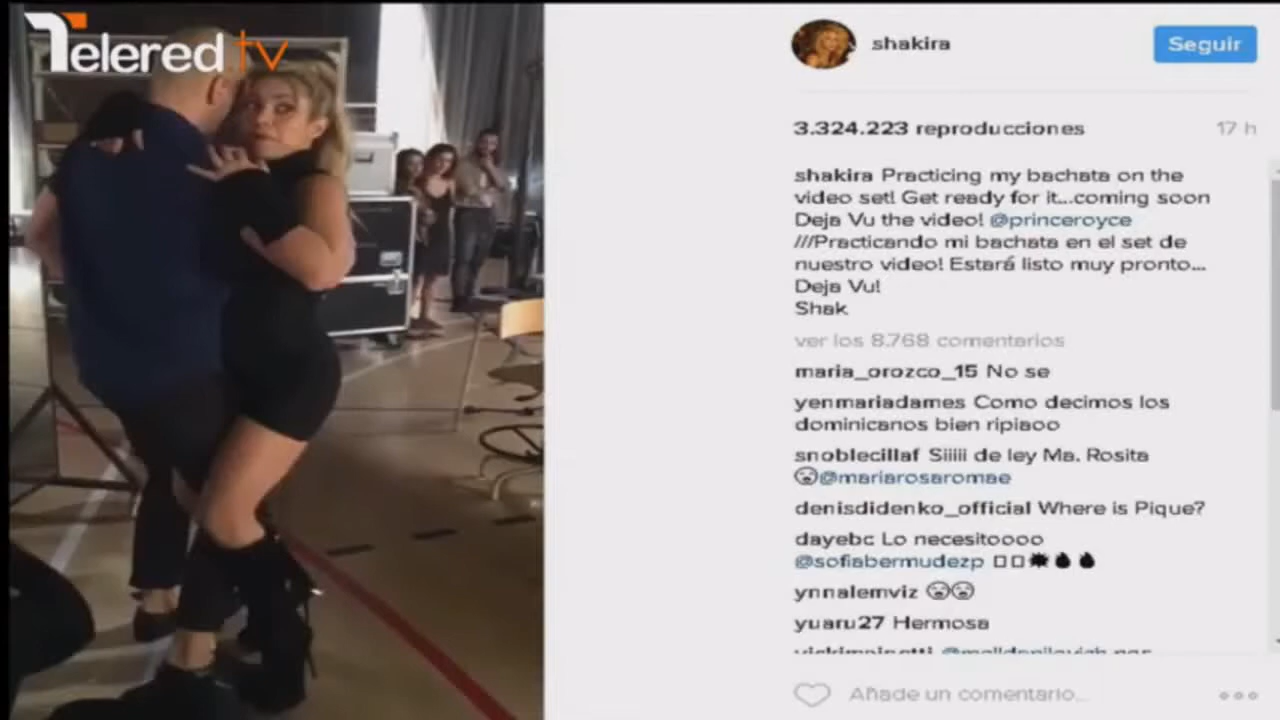 Telered.tv
shakira
Seguir
3.324.223 reproducciones
17 h
shakira Practicing my bachata on the
video set! Get ready for it...coming soon
Deja Vu the video! @princeroyce
///Practicando mi bachata en el set de
nuestro video! Estará listo muy pronto...
Deja Vu!
Shak
ver los 8.768 comentarios
maria_orozco_15 No se
yenmariadames Como decimos los
dominicanos bien ripiaoo
snoblecillaf Siiiii de ley Ma. Rosita
@mariarosaromae
denisdidenko_official Where is Pique?
dayebc Lo necesitoooo
@sofiabermudezp
ynnalemviz
yuaru27 Hermosa
Añade un comentario...